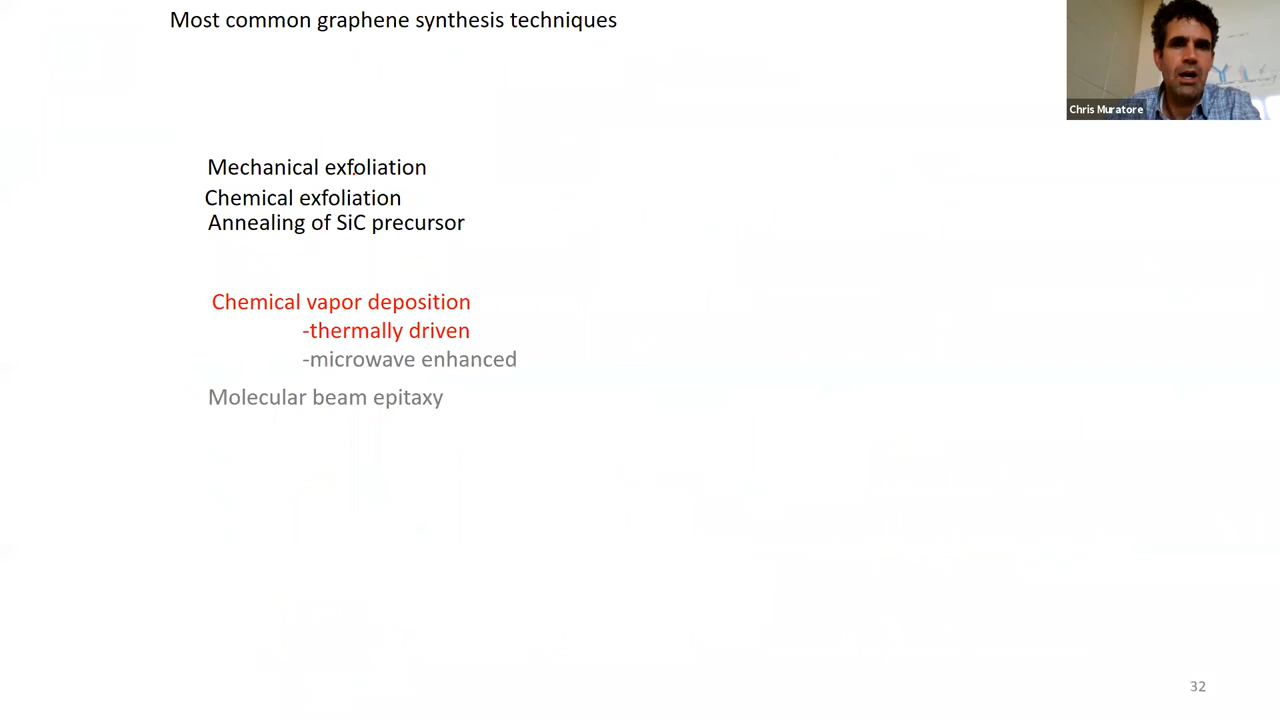 Most common graphene synthesis techniques
Chris Muratore
Mechanical exfoliation
Chemical exfoliation
Annealing of SiC precursor
Chemical vapor deposition
-thermally driven
-microwave enhanced
Molecular beam epitaxy
32